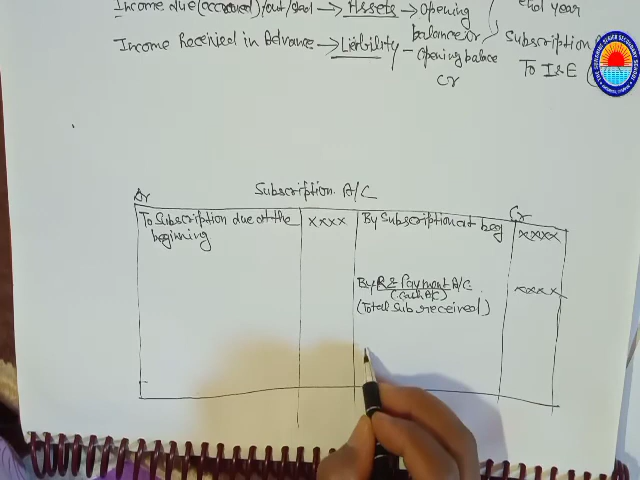 Income due (accrued)/out/stand → Assets → Opening
balance Dr
end year
Income Received in Advance → Liability – Opening balace
Cr
Subscription
To I & E
Subscription A/C
Dr
Cr
To Subscription due at the
beginning
xxxx
By Subscription at beg
xxxx
By R & Payment A/C
(Cash A/c)
(Total Sub received)
xxxx